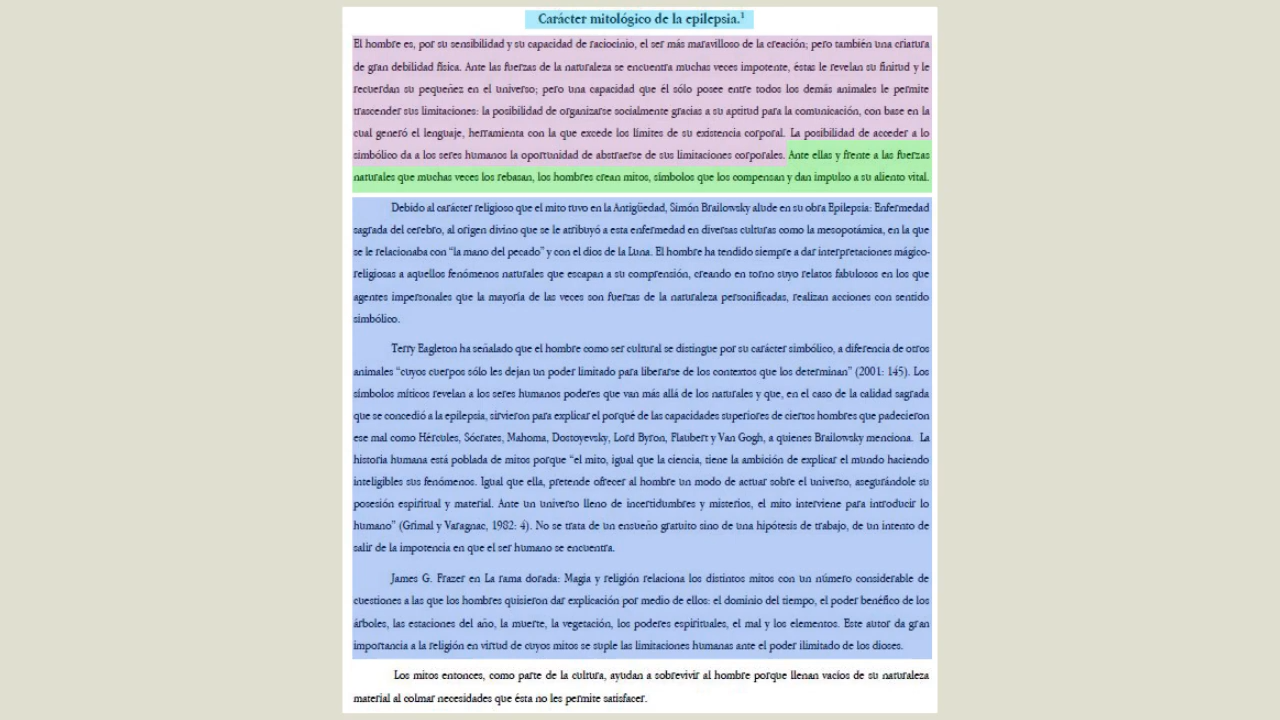 Carácter mitológico de la epilepsia.¹
El hombre es, por su sensibilidad y su capacidad de raciocinio, el ser más maravilloso de la creación; pero también una criatura
de gran debilidad física. Ante las fuerzas de la naturaleza se encuentra muchas veces impotente, éstas le revelan su finitud y le
recuerdan su pequeñez en el universo; pero una capacidad que él sólo posee entre todos los demás animales le permite
trascender sus limitaciones: la posibilidad de organizarse socialmente gracias a su aptitud para la comunicación, con base en la
cual generó el lenguaje, herramienta con la que excede los límites de su existencia corporal. La posibilidad de acceder a lo
simbólico da a los seres humanos la oportunidad de abstraerse de sus limitaciones corporales. Ante ellas y frente a las fuerzas
naturales que muchas veces los rebasan, los hombres crean mitos, símbolos que los compensan y dan impulso a su aliento vital.
Debido al carácter religioso que el mito tuvo en la Antigüedad, Simón Brailowsky alude en su obra Epilepsia: Enfermedad
sagrada del cerebro, al origen divino que se le atribuyó a esta enfermedad en diversas culturas como la mesopotámica, en la que
se le relacionaba con “la mano del pecado” y con el dios de la Luna. El hombre ha tendido siempre a dar interpretaciones mágico-
religiosas a aquellos fenómenos naturales que escapan a su comprensión, creando en torno suyo relatos fabulosos en los que
agentes impersonales que la mayoría de las veces son fuerzas de la naturaleza personificadas, realizan acciones con sentido
simbólico.
Terry Eagleton ha señalado que el hombre como ser cultural se distingue por su carácter simbólico, a diferencia de otros
animales “cuyos cuerpos sólo les dejan un poder limitado para liberarse de los contextos que los determinan” (2001: 145). Los
símbolos míticos revelan a los seres humanos poderes que van más allá de los naturales y que, en el caso de la calidad sagrada
que se concedió a la epilepsia, sirvieron para explicar el porqué de las capacidades superiores de ciertos hombres que padecieron
ese mal como Hércules, Sócrates, Mahoma, Dostoyevsky, Lord Byron, Flaubert y Van Gogh, a quienes Brailowsky menciona. La
historia humana está poblada de mitos porque “el mito, igual que la ciencia, tiene la ambición de explicar el mundo haciendo
inteligibles sus fenómenos. Igual que ella, pretende ofrecer al hombre un modo de actuar sobre el universo, asegurándole su
posesión espiritual y material. Ante un universo lleno de incertidumbres y misterios, el mito interviene para introducir lo
humano” (Grimal y Varagnac, 1982: 4). No se trata de un ensueño gratuito sino de una hipótesis de trabajo, de un intento de
salir de la impotencia en que el ser humano se encuentra.
James G. Frazer en La rama dorada: Magia y religión relaciona los distintos mitos con un número considerable de
cuestiones a las que los hombres quisieron dar explicación por medio de ellos: el dominio del tiempo, el poder benéfico de los
árboles, las estaciones del año, la muerte, la vegetación, los poderes espirituales, el mal y los elementos. Este autor da gran
importancia a la religión en virtud de cuyos mitos se suple las limitaciones humanas ante el poder ilimitado de los dioses.
Los mitos entonces, como parte de la cultura, ayudan a sobrevivir al hombre porque llenan vacíos de su naturaleza
material al colmar necesidades que ésta no les permite satisfacer.